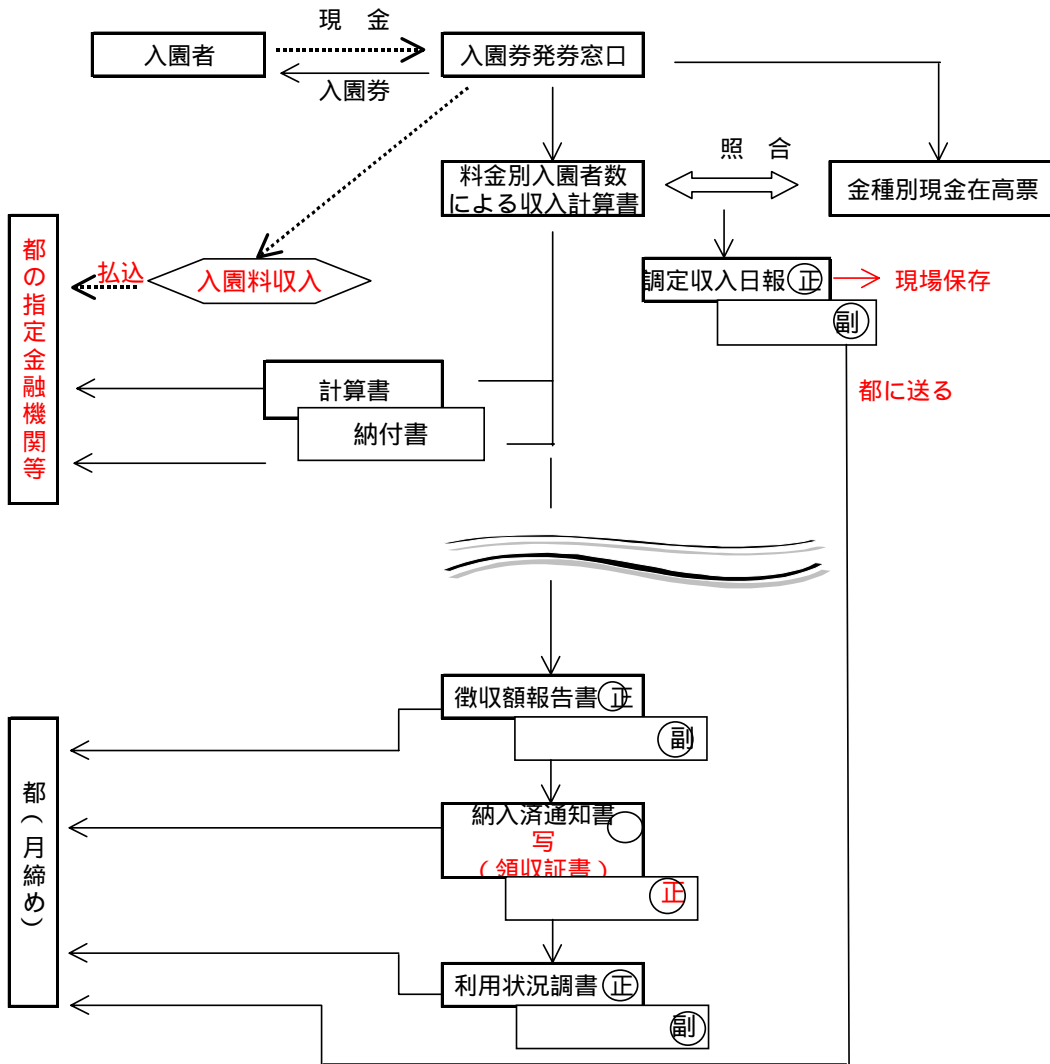 現　金
入園者
入園券発券窓口
入園券
照　合
料金別入園者数
による収入計算書
金種別現金在高票
都の指定金融機関等
払込
入園料収入
調定収入日報 正
現場保存
副
都に送る
計算書
納付書
徴収額報告書 正
副
都（月締め）
納入済通知書
写
（領収証書）
正
利用状況調書 正
副